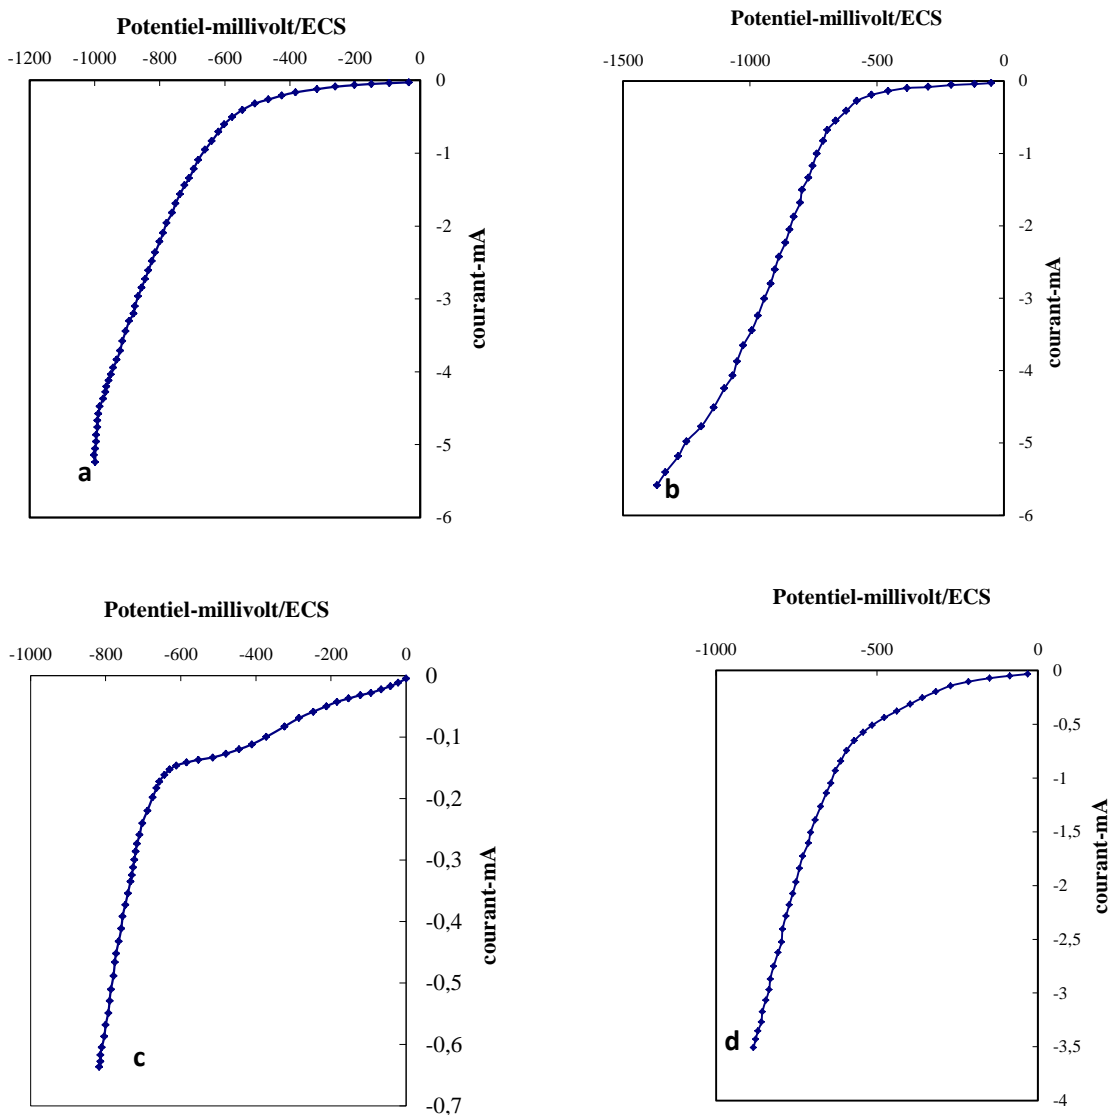 Potentiel-millivolt/ECS
-1200 -1000 -800 -600 -400 -200 0
0
-1
-2
-3
-4
-5
-6
courant-mA
a
Potentiel-millivolt/ECS
-1500 -1000 -500 0
0
-1
-2
-3
-4
-5
-6
courant-mA
b
Potentiel-millivolt/ECS
-1000 -800 -600 -400 -200 0
0
-0,1
-0,2
-0,3
-0,4
-0,5
-0,6
-0,7
courant-mA
c
Potentiel-millivolt/ECS
-1000 -500 0
0
-0,5
-1
-1,5
-2
-2,5
-3
-3,5
-4
courant-mA
d